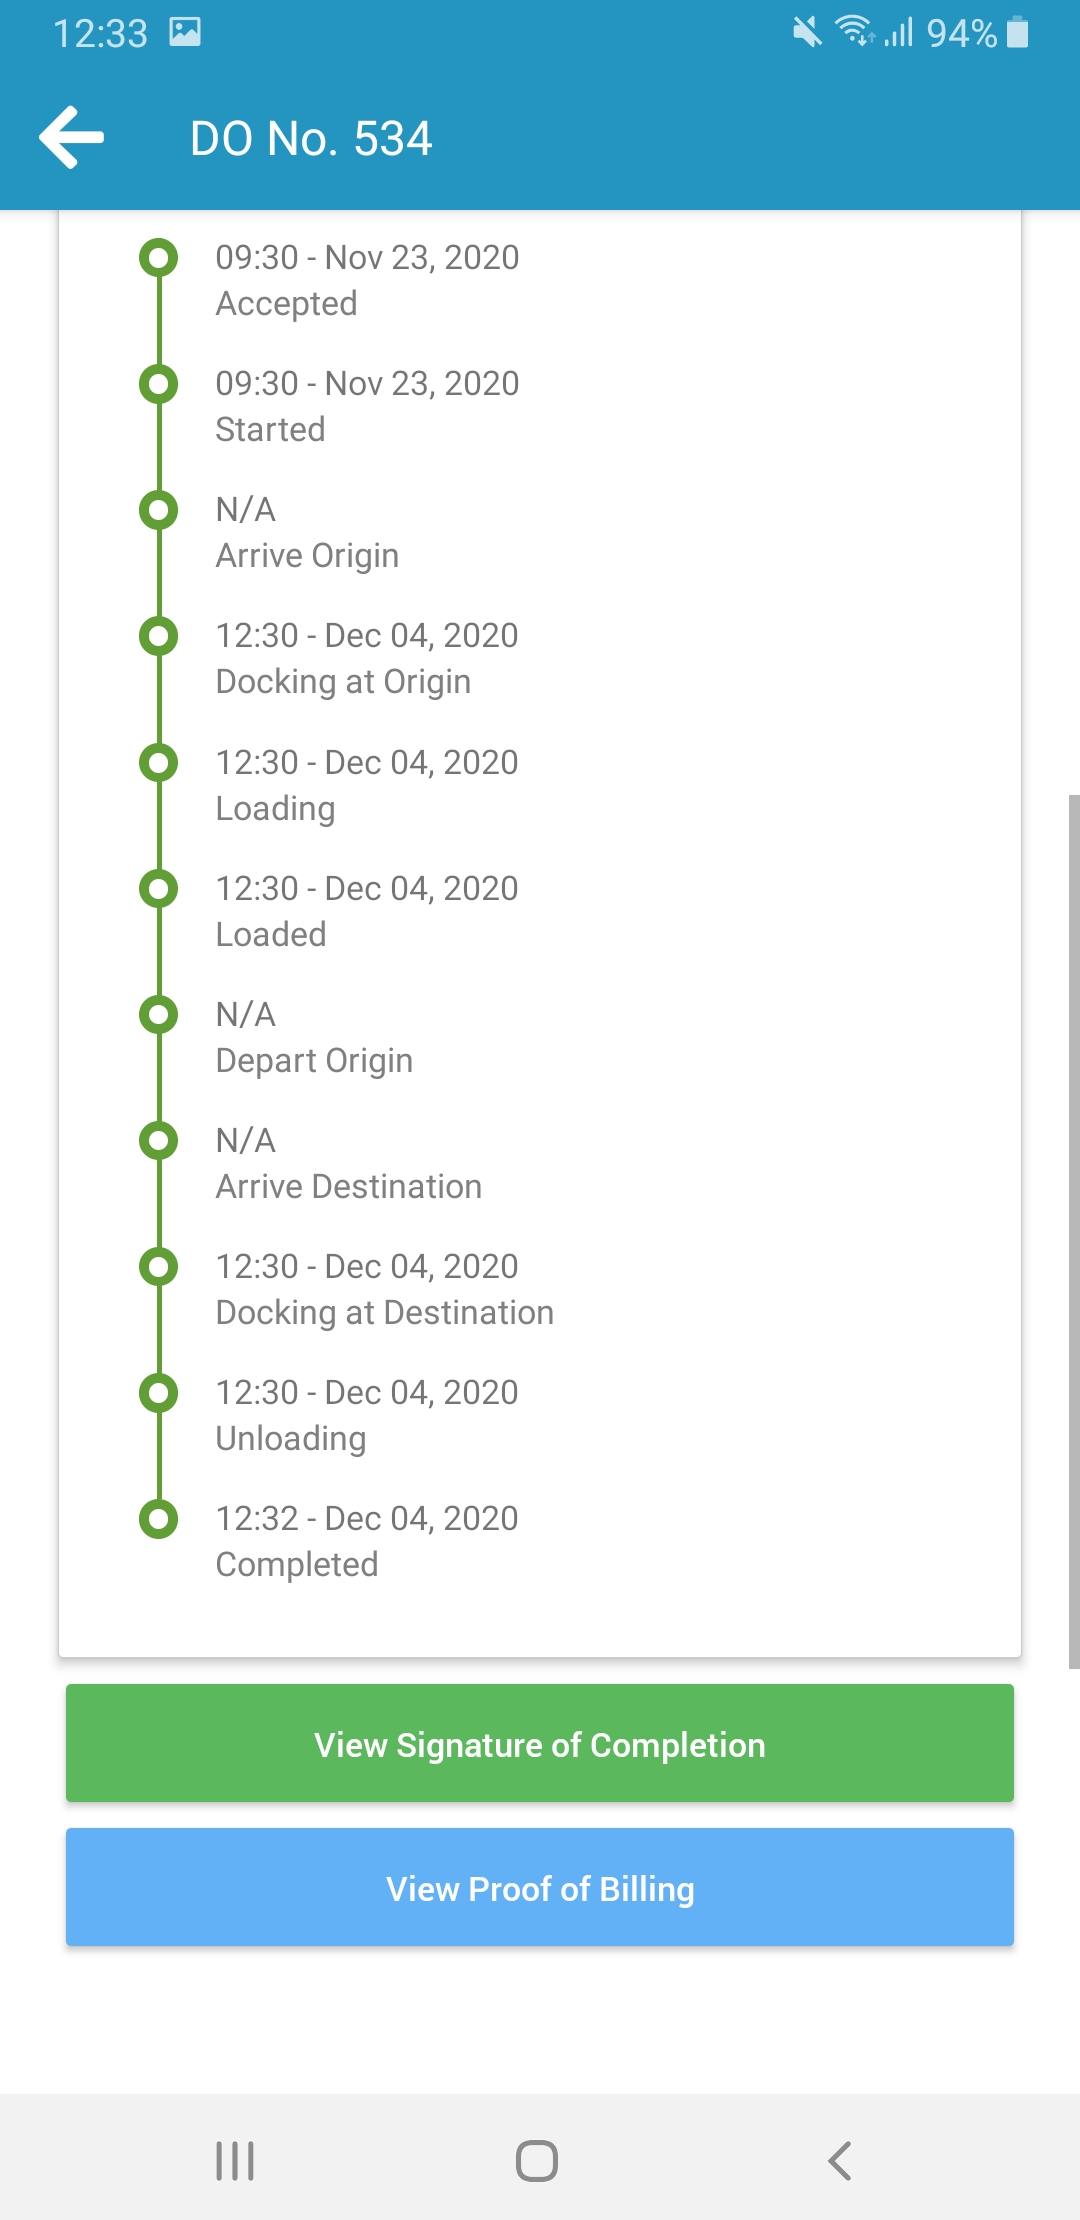 12:33 94%
DO No. 534
09:30 - Nov 23, 2020
Accepted
09:30 - Nov 23, 2020
Started
N/A
Arrive Origin
12:30 - Dec 04, 2020
Docking at Origin
12:30 - Dec 04, 2020
Loading
12:30 - Dec 04, 2020
Loaded
N/A
Depart Origin
N/A
Arrive Destination
12:30 - Dec 04, 2020
Docking at Destination
12:30 - Dec 04, 2020
Unloading
12:32 - Dec 04, 2020
Completed
View Signature of Completion
View Proof of Billing